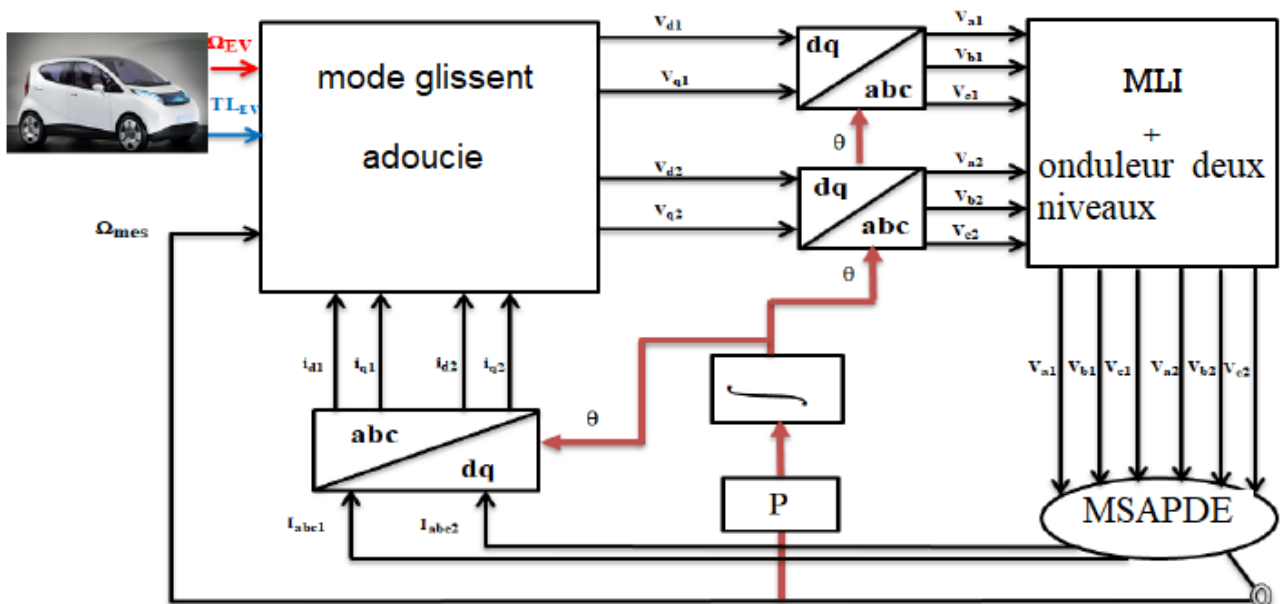 Ω_EV
TL_EV
Ω_mes
mode glissent
adoucie
V_d1
V_q1
V_d2
V_q2
dq
abc
θ
dq
abc
θ
V_a1
V_b1
V_c1
V_a2
V_b2
V_c2
MLI
+
onduleur deux
niveaux
i_d1 i_q1 i_d2 i_q2
abc
dq
θ
∫
P
I_abc1 I_abc2
V_a1 V_b1 V_c1 V_a2 V_b2 V_c2
MSAPDE